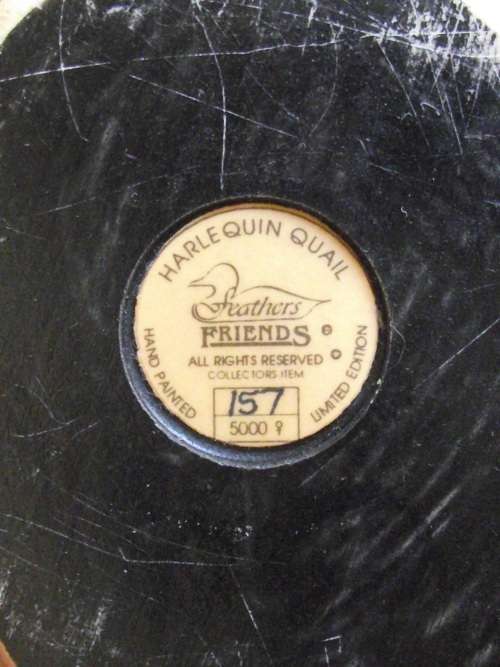 HARLEQUIN QUAIL
Feathers
FRIENDS ©
ALL RIGHTS RESERVED ©
COLLECTORS ITEM
HAND PAINTED
157
5000 ♀
LIMITED EDITION